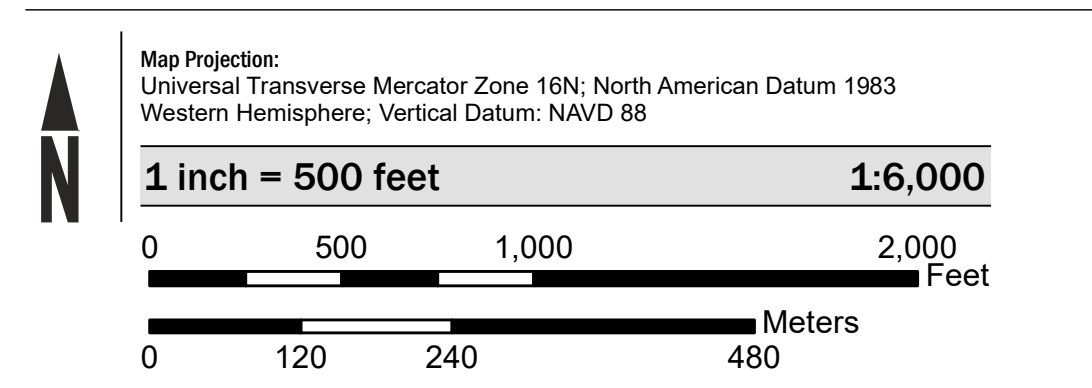 Map Projection:
Universal Transverse Mercator Zone 16N; North American Datum 1983
Western Hemisphere; Vertical Datum: NAVD 88
N
1 inch = 500 feet 1:6,000
0 500 1,000 2,000
Feet
Meters
0 120 240 480